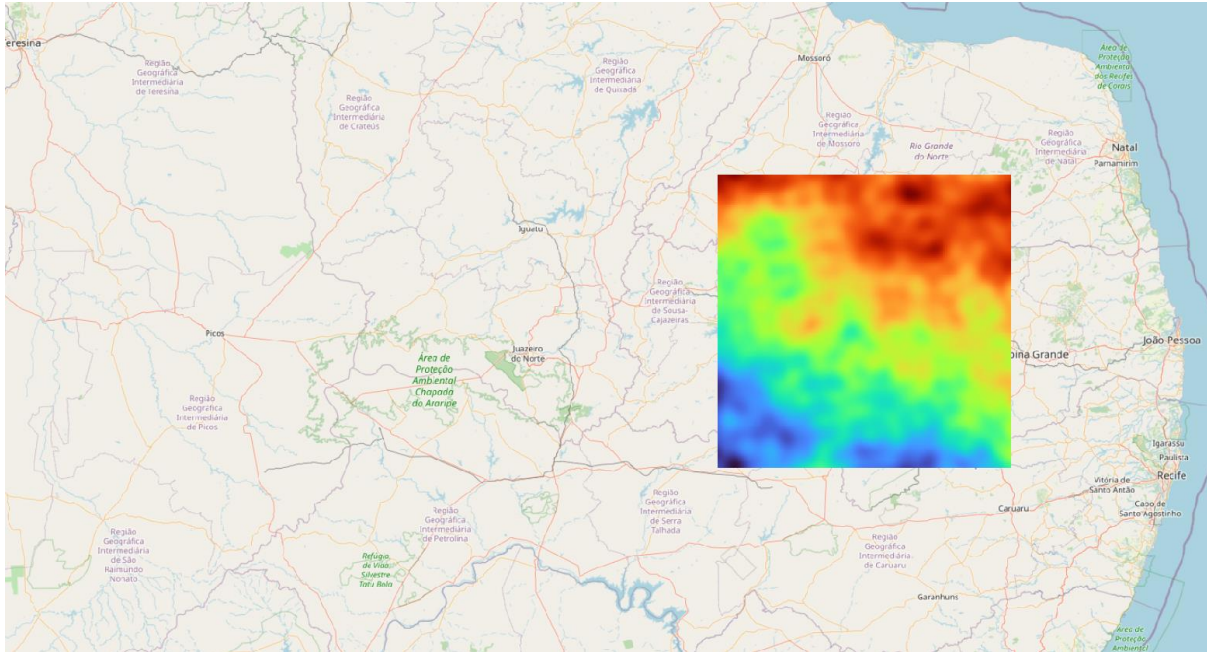 eresina
Região
Geográfica
Intermediária
de Teresina
Região
Geográfica
Intermediária
de Crateús
Região
Geográfica
Intermediária
de Quixadá
Mossoró
Área de
Proteção
Ambiental
dos Recifes
de Corais
Região
Geográfica
Intermediária
de Mossoró
Rio Grande
do Norte
Região
Geográfica
Intermediária
de Natal
Natal
Parnamirim
Iguatu
Região
Geográfica
Intermediária
de Sousa-
Cajazeiras
Picos
Juazeiro
do Norte
Área de
Proteção
Ambiental
Chapada
do Araripe
pina Grande
João Pessoa
Região
Geográfica
Intermediária
de Picos
Igarassu
Paulista
Recife
Vitória de
Santo Antão
Cabo de
Santo Agostinho
Caruaru
Região
Geográfica
Intermediária
de São
Raimundo
Nonato
Região
Geográfica
Intermediária
de Petrolina
Região
Geográfica
Intermediária
de Serra
Talhada
Refúgio
de Vida
Silvestre
Tatu Bola
Região
Geográfica
Intermediária
de Caruaru
Garanhuns
Área de
Proteção
Ambiental